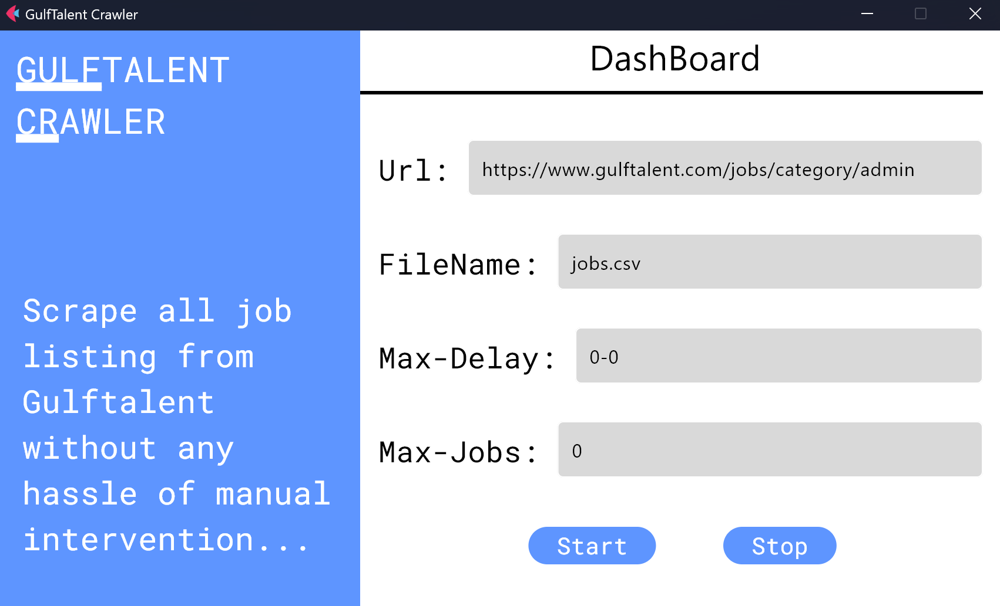 GulfTalent Crawler
GULFTALENT
CRAWLER
Scrape all job
listing from
Gulftalent
without any
hassle of manual
intervention...
DashBoard
Url: https://www.gulftalent.com/jobs/category/admin
FileName: jobs.csv
Max-Delay: 0-0
Max-Jobs: 0
Start Stop